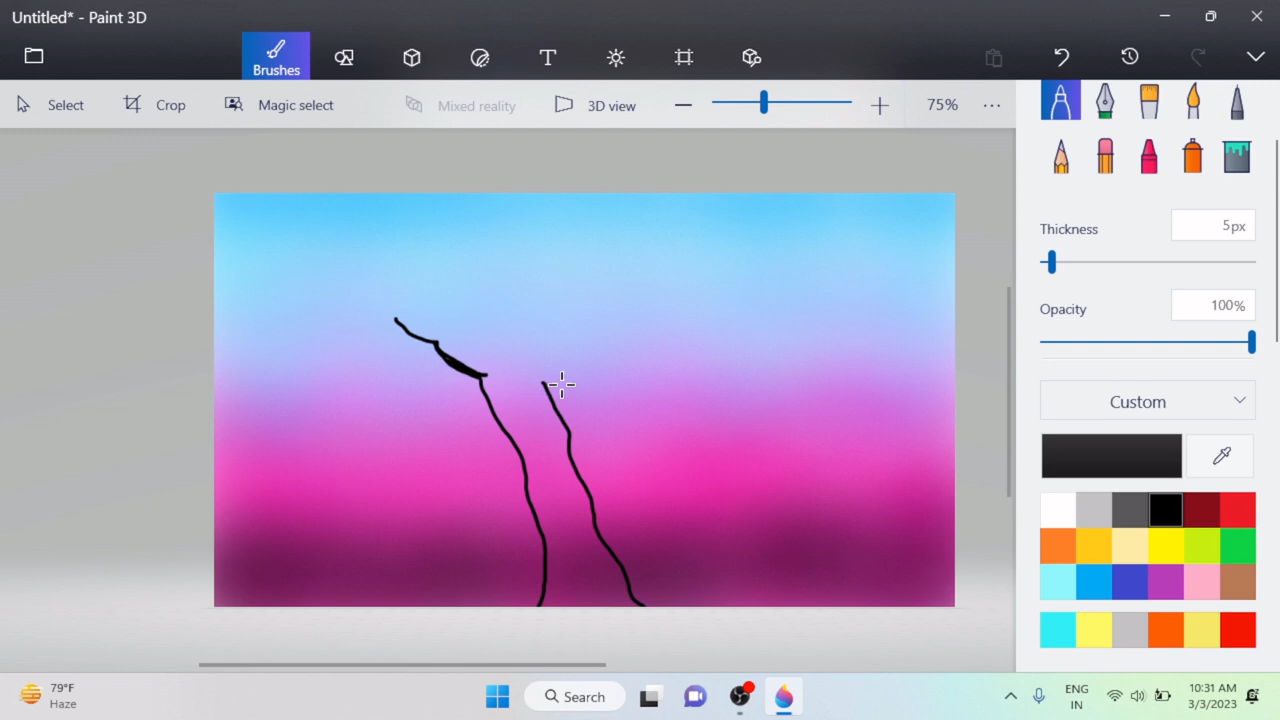 Untitled* - Paint 3D
Brushes
Select
Crop
Magic select
Mixed reality
3D view
75%
Thickness
5px
Opacity
100%
Custom
79°F
Haze
Search
ENG
IN
10:31 AM
3/3/2023